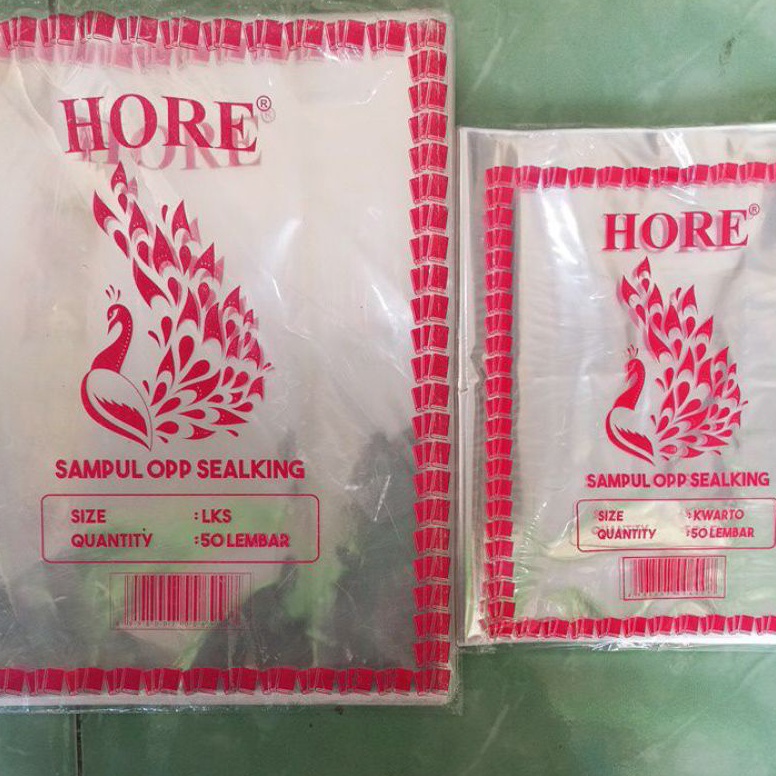 HORE®
SAMPUL OPP SEALKING
SIZE : LKS
QUANTITY : 50 LEMBAR
HORE®
SAMPUL OPP SEALKING
SIZE : KWARTO
QUANTITY : 50 LEMBAR